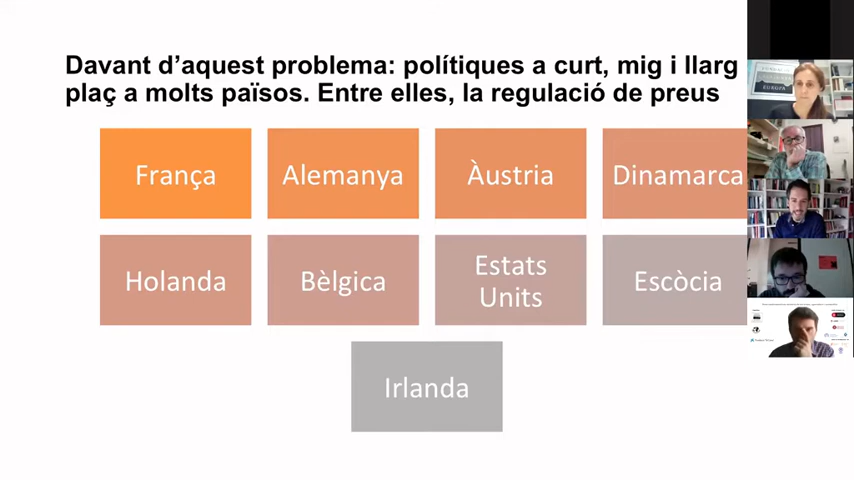 Davant d’aquest problema: polítiques a curt, mig i llarg
plaç a molts països. Entre elles, la regulació de preus
França
Alemanya
Àustria
Dinamarca
Holanda
Bèlgica
Estats
Units
Escòcia
Irlanda
EUROPA